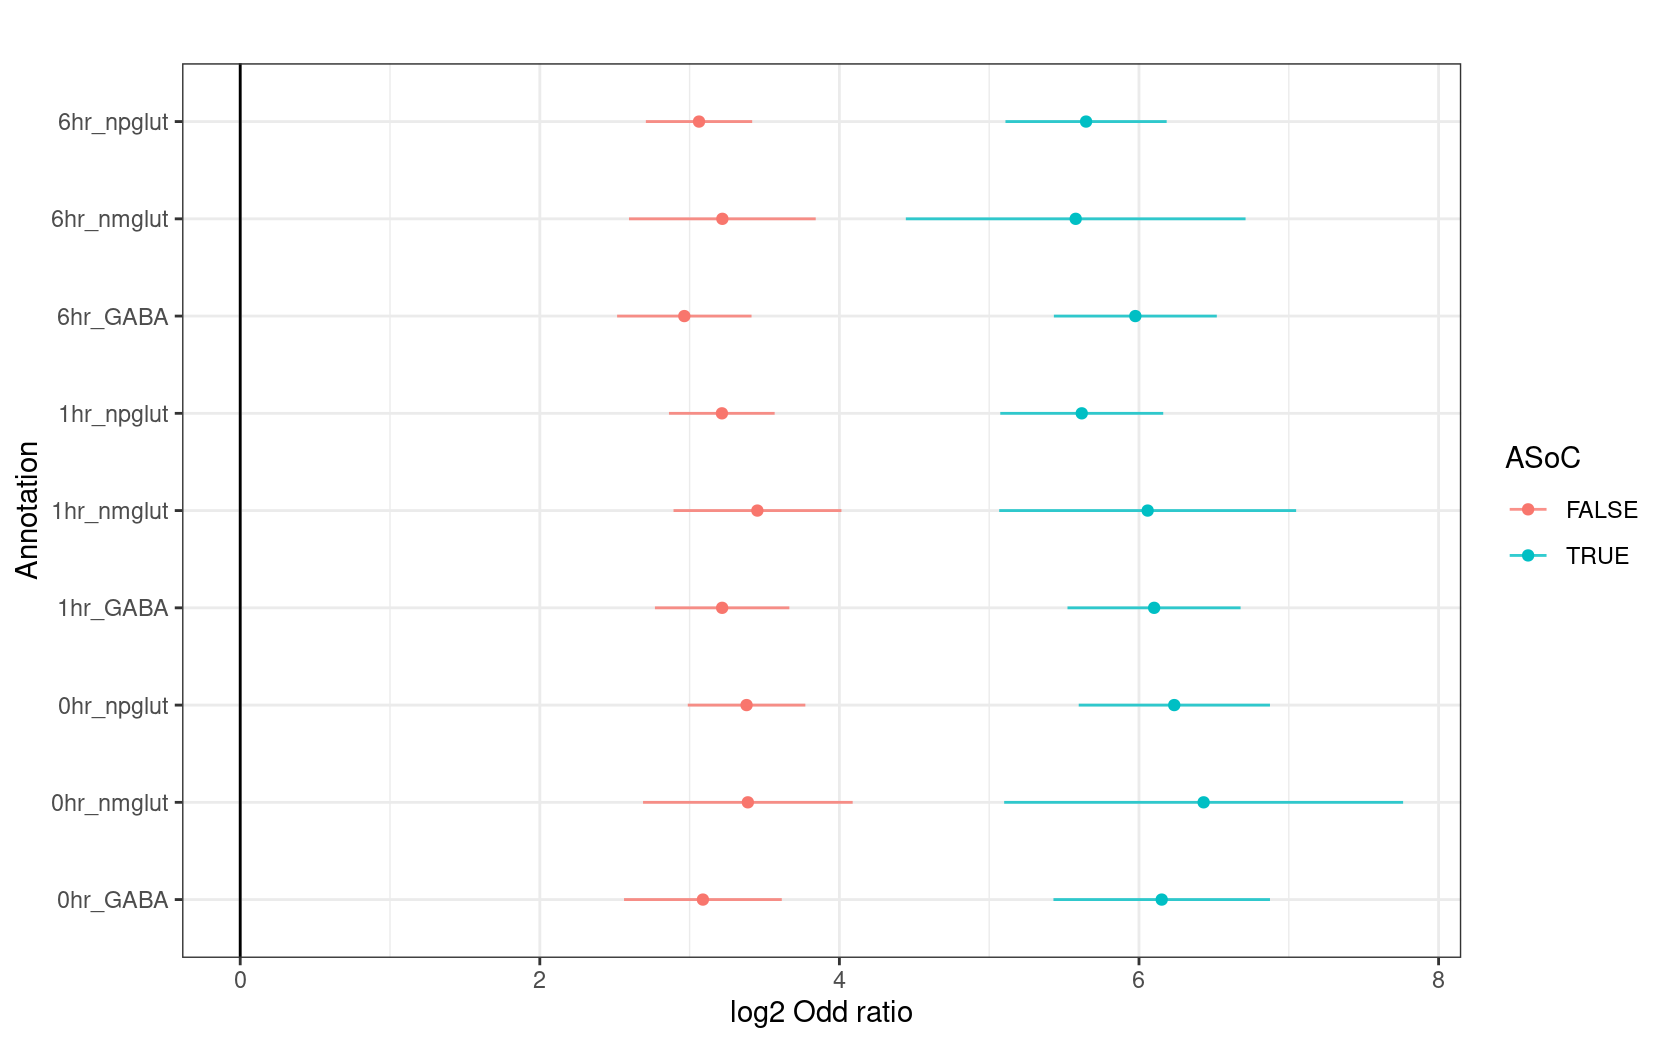 6hr_npglut
6hr_nmglut
6hr_GABA
1hr_npglut
1hr_nmglut
1hr_GABA
0hr_npglut
0hr_nmglut
0hr_GABA
Annotation
0 2 4 6 8
log2 Odd ratio
ASoC
FALSE
TRUE